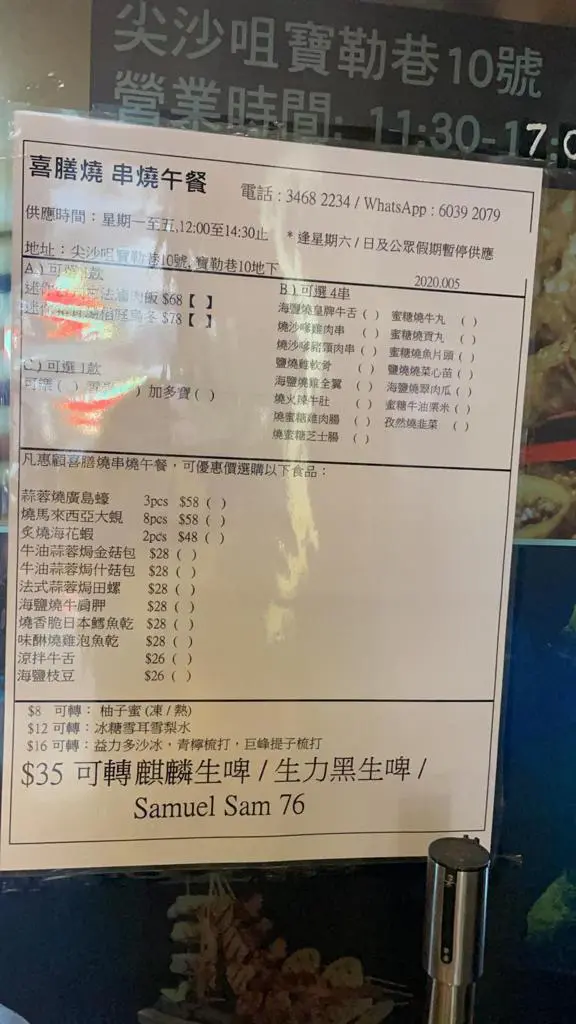 尖沙咀寶勒巷10號
營業時間: 11:30-17:0
喜膳燒 串燒午餐
電話 : 3468 2234 / WhatsApp : 6039 2079
供應時間：星期一至五, 12:00至14:30止 * 逢星期六 / 日及公眾假期暫停供應
地址：尖沙咀寶勒巷10號, 寶勒巷10地下
2020.005
A.) 可選 款
迷你 法滷肉飯 $68【 】
迷你 稻庭烏冬 $78【 】
C.) 可選 1款
可樂 ( ) ( ) 加多寶 ( )
B.) 可選 4串
海鹽燒皇牌牛舌 ( ) 蜜糖燒牛丸 ( )
燒沙嗲雞肉串 ( ) 蜜糖燒貢丸 ( )
燒沙嗲豬頸肉串 ( ) 蜜糖燒魚片頭 ( )
鹽燒雞軟骨 ( ) 鹽燒燒菜心苗 ( )
海鹽燒雞全翼 ( ) 海鹽燒翠肉瓜 ( )
燒火辣牛肚 ( ) 蜜糖牛油粟米 ( )
燒蜜糖雞肉腸 ( ) 孜然燒韭菜 ( )
燒蜜糖芝士腸 ( )
凡惠顧喜膳燒串燒午餐，可優惠價選購以下食品：
蒜蓉燒廣島蠔 3pcs $58 ( )
燒馬來西亞大蜆 8pcs $58 ( )
炙燒海花蝦 2pcs $48 ( )
牛油蒜蓉焗金菇包 $28 ( )
牛油蒜蓉焗什菇包 $28 ( )
法式蒜蓉焗田螺 $28 ( )
海鹽燒牛肩胛 $28 ( )
燒香脆日本鱈魚乾 $28 ( )
味醂燒雞泡魚乾 $28 ( )
涼拌牛舌 $26 ( )
海鹽枝豆 $26 ( )
$8 可轉： 柚子蜜 (凍 / 熱)
$12 可轉：冰糖雪耳雪梨水
$16 可轉：益力多沙冰，青檸梳打，巨峰提子梳打
$35 可轉麒麟生啤 / 生力黑生啤 /
Samuel Sam 76